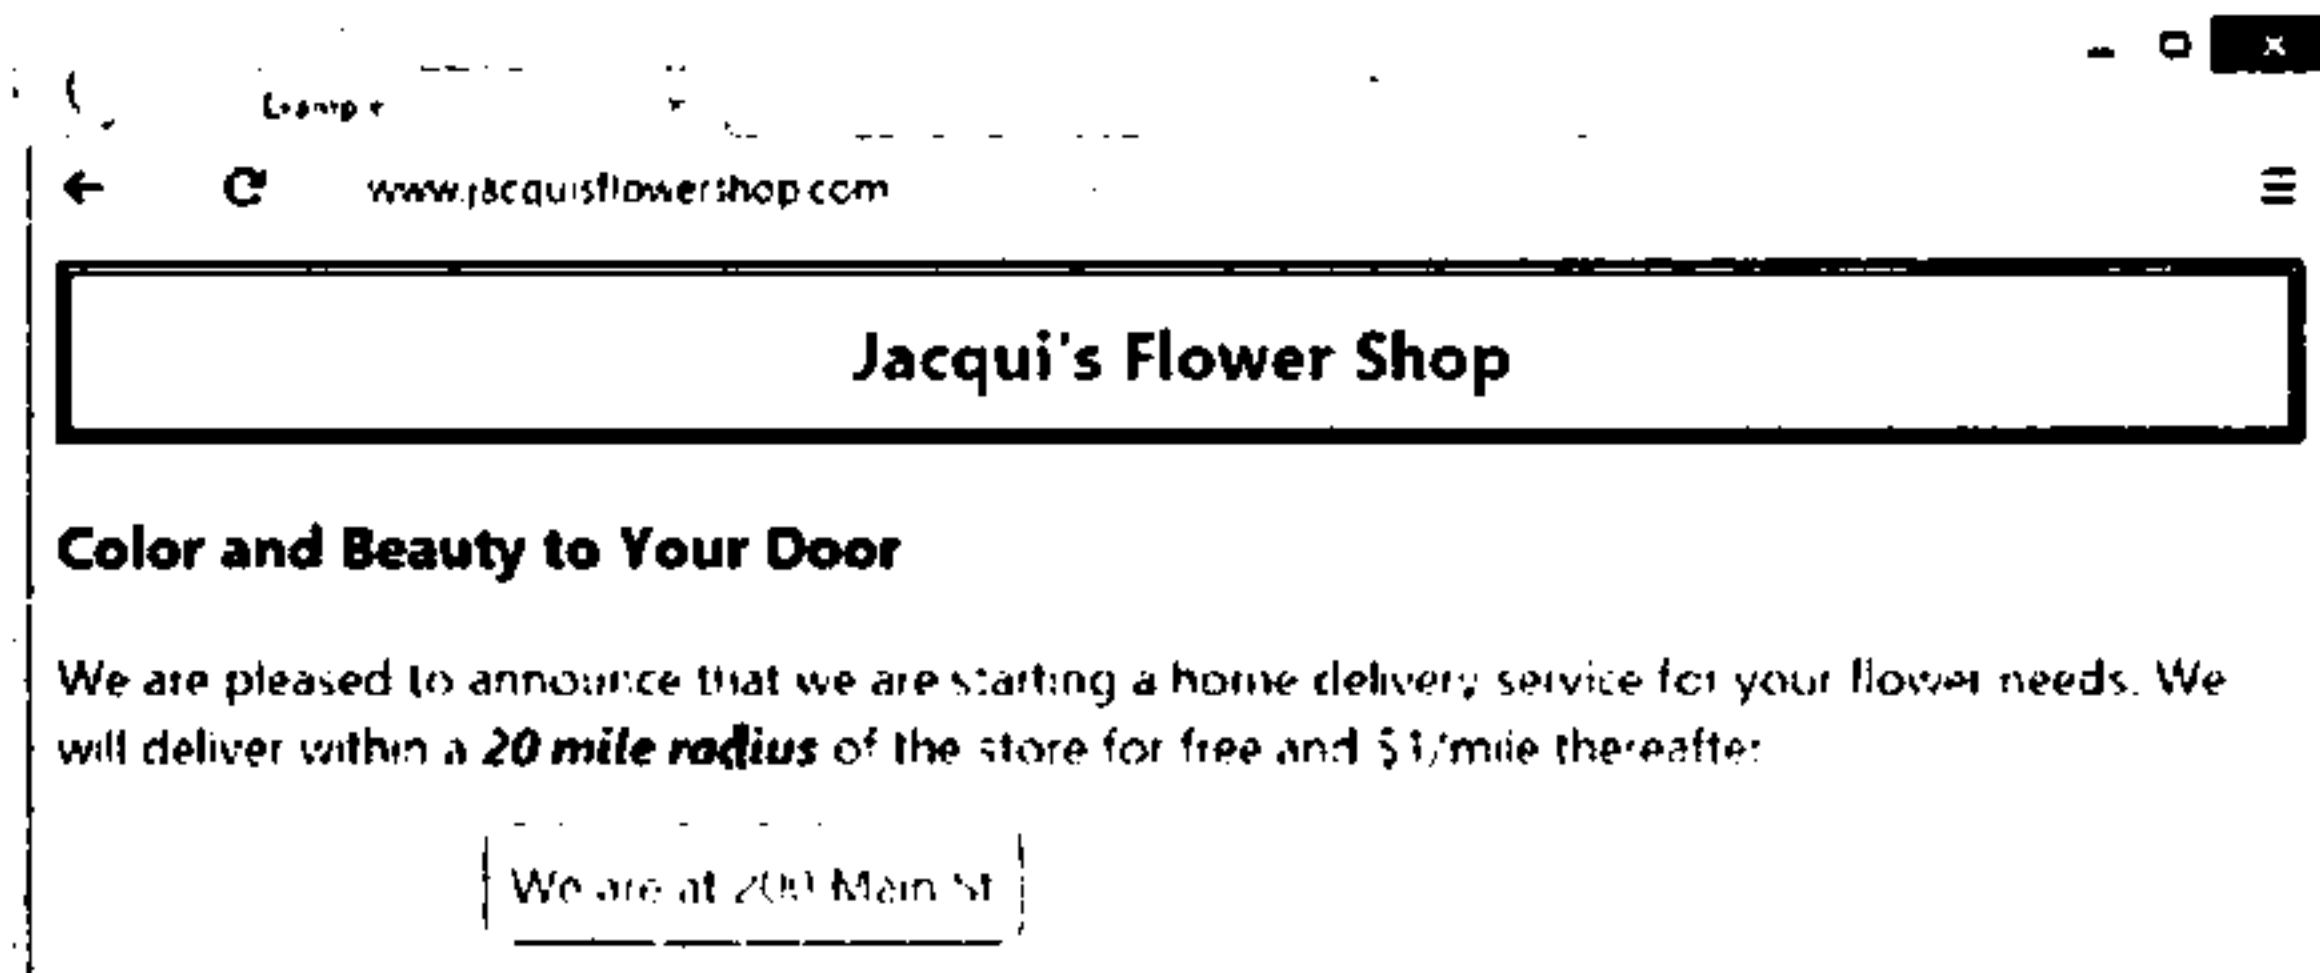 Example
www.jacquisflowershop.com
Jacqui's Flower Shop
Color and Beauty to Your Door
We are pleased to announce that we are starting a home delivery service for your flower needs. We
will deliver within a 20 mile radius of the store for free and $1/mile thereafter
We are at 200 Main St